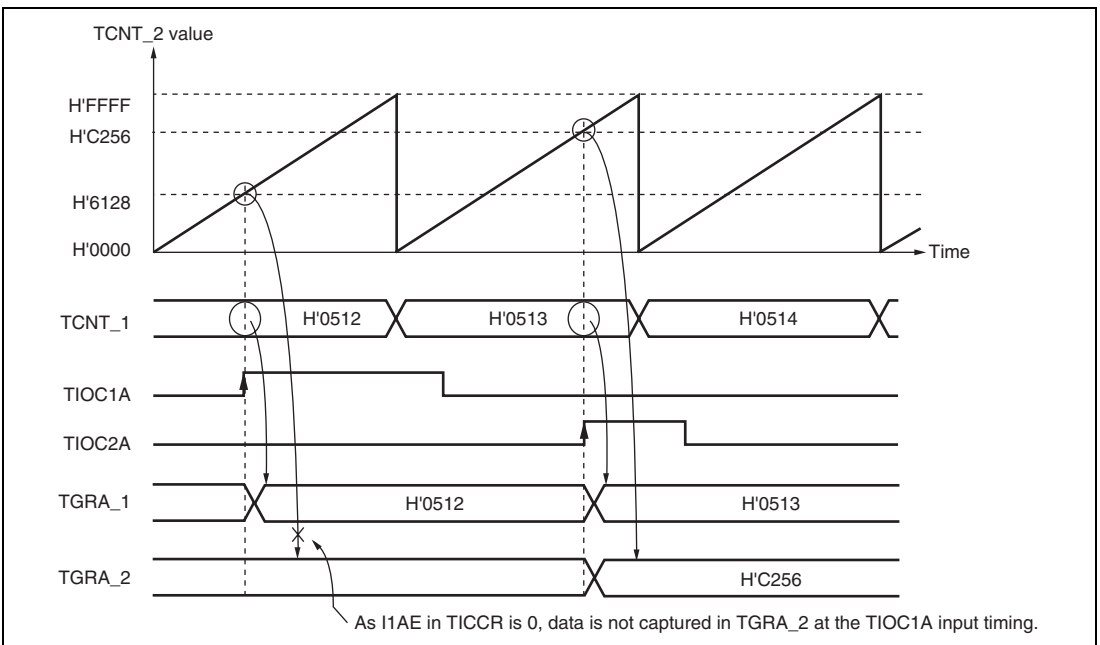 TCNT_2 value
H'FFFF
H'C256
H'6128
H'0000
Time
TCNT_1
H'0512
H'0513
H'0514
TIOC1A
TIOC2A
TGRA_1
H'0512
H'0513
TGRA_2
H'C256
As I1AE in TICCR is 0, data is not captured in TGRA_2 at the TIOC1A input timing.